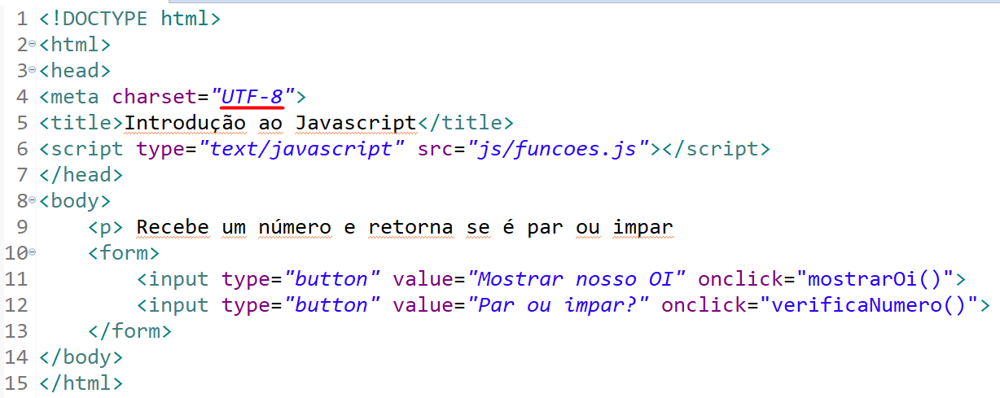 1 <!DOCTYPE html>
2 <html>
3 <head>
4 <meta charset="UTF-8">
5 <title>Introdução ao Javascript</title>
6 <script type="text/javascript" src="js/funcoes.js"></script>
7 </head>
8 <body>
9     <p> Recebe um número e retorna se é par ou impar
10     <form>
11         <input type="button" value="Mostrar nosso OI" onclick="mostrarOi()">
12         <input type="button" value="Par ou impar?" onclick="verificaNumero()">
13     </form>
14 </body>
15 </html>